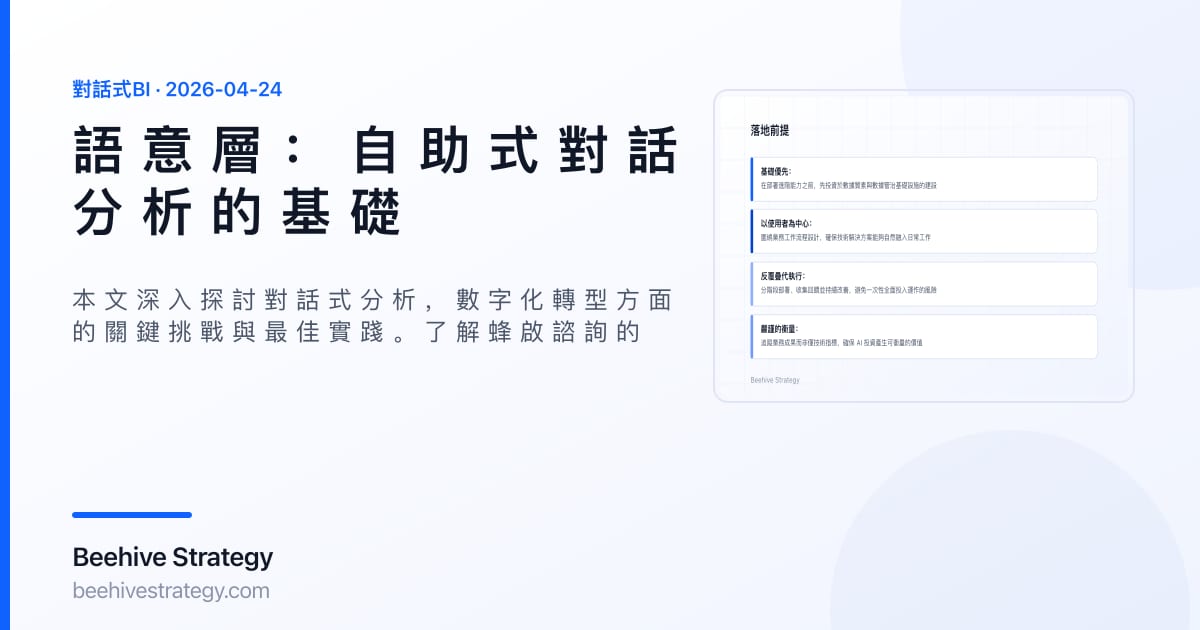 對話式BI · 2026-04-24
語意層：自助式對話
分析的基礎
本文深入探討對話式分析，數字化轉型方面
的關鍵挑戰與最佳實踐。了解蜂啟諮詢的
Beehive Strategy
beehivestrategy.com
落地前提
基礎優先：
在部署進階能力之前，先投資於數據質素與數據管治基礎設施的建設
以使用者為中心：
圍繞業務工作流程設計，確保技術解決方案能夠自然融入日常工作
反覆疊代執行：
分階段部署、收集回饋並持續改善，避免一次性全面投入運作的風險
嚴謹的衡量：
追蹤業務成果而非僅技術指標，確保 AI 投資產生可衡量的價值
Beehive Strategy